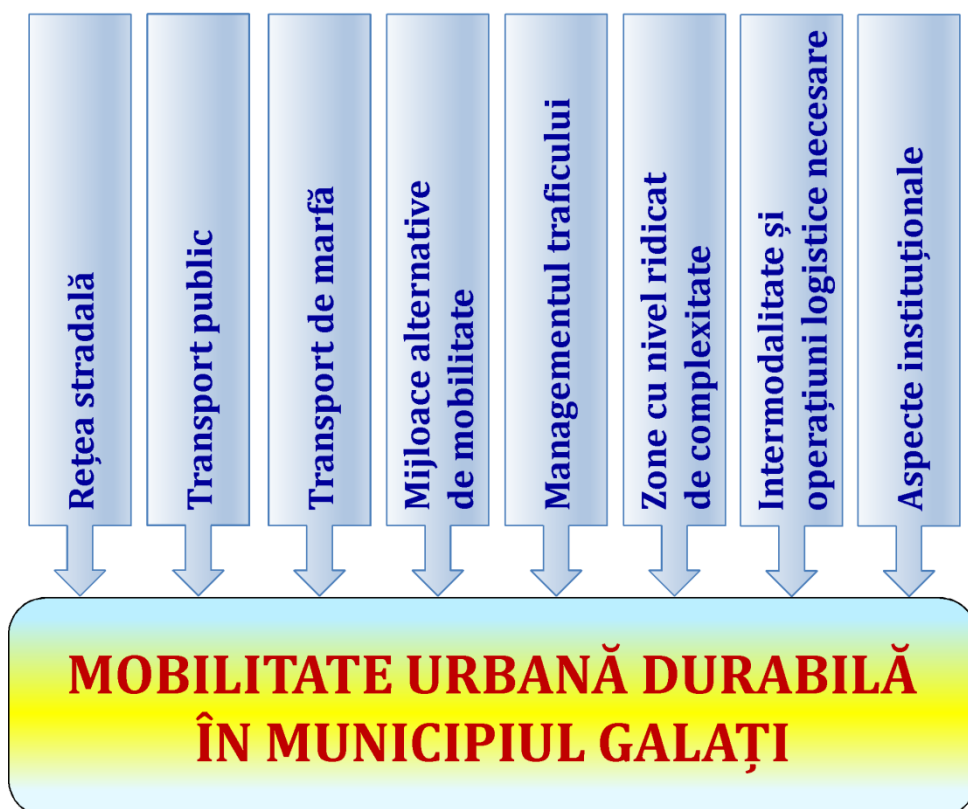 Rețea stradală
Transport public
Transport de marfă
Mijloace alternative
de mobilitate
Managementul traficului
Zone cu nivel ridicat
de complexitate
Intermodalitate și
operațiuni logistice necesare
Aspecte instituționale
MOBILITATE URBANĂ DURABILĂ
ÎN MUNICIPIUL GALAȚI